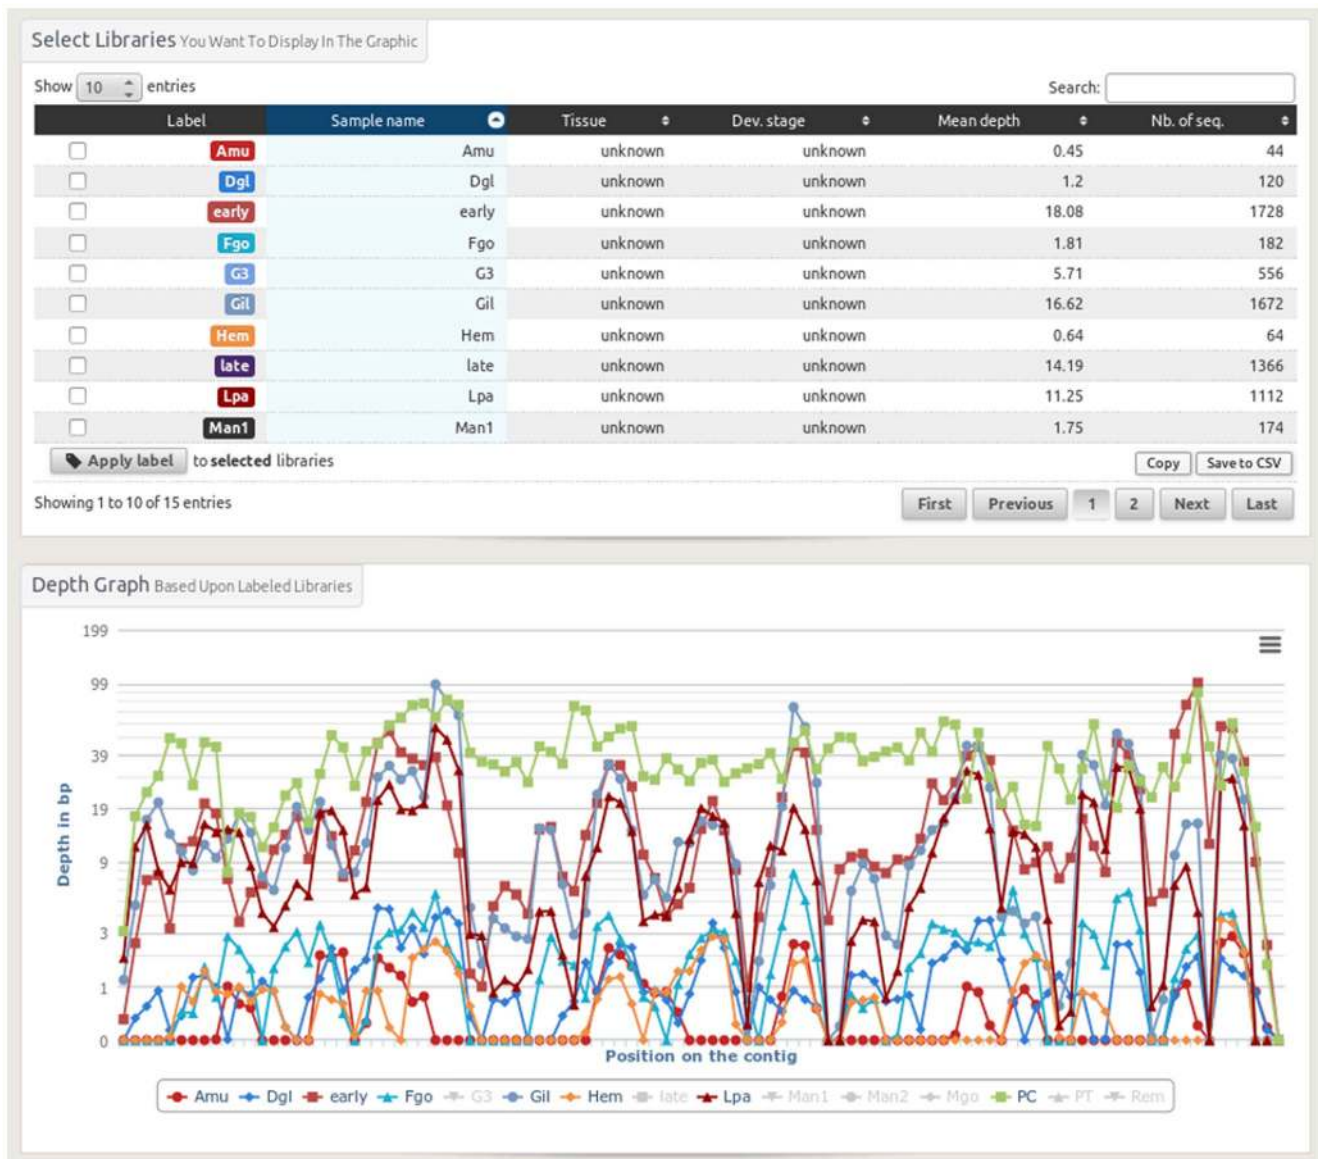 Select Libraries You Want To Display In The Graphic
Show 10 entries Search:
Label Sample name Tissue Dev. stage Mean depth Nb. of seq.
Amu Amu unknown unknown 0.45 44
Dgl Dgl unknown unknown 1.2 120
early early unknown unknown 18.08 1728
Fgo Fgo unknown unknown 1.81 182
G3 G3 unknown unknown 5.71 556
Gil Gil unknown unknown 16.62 1672
Hem Hem unknown unknown 0.64 64
late late unknown unknown 14.19 1366
Lpa Lpa unknown unknown 11.25 1112
Man1 Man1 unknown unknown 1.75 174
Apply label to selected libraries Copy Save to CSV
Showing 1 to 10 of 15 entries First Previous 1 2 Next Last
Depth Graph Based Upon Labeled Libraries
199
99
39
19
9
3
1
0
Depth in bp
Position on the contig
Amu Dgl early Fgo G3 Gil Hem late Lpa Man1 Man2 Mgo PC PT Rem